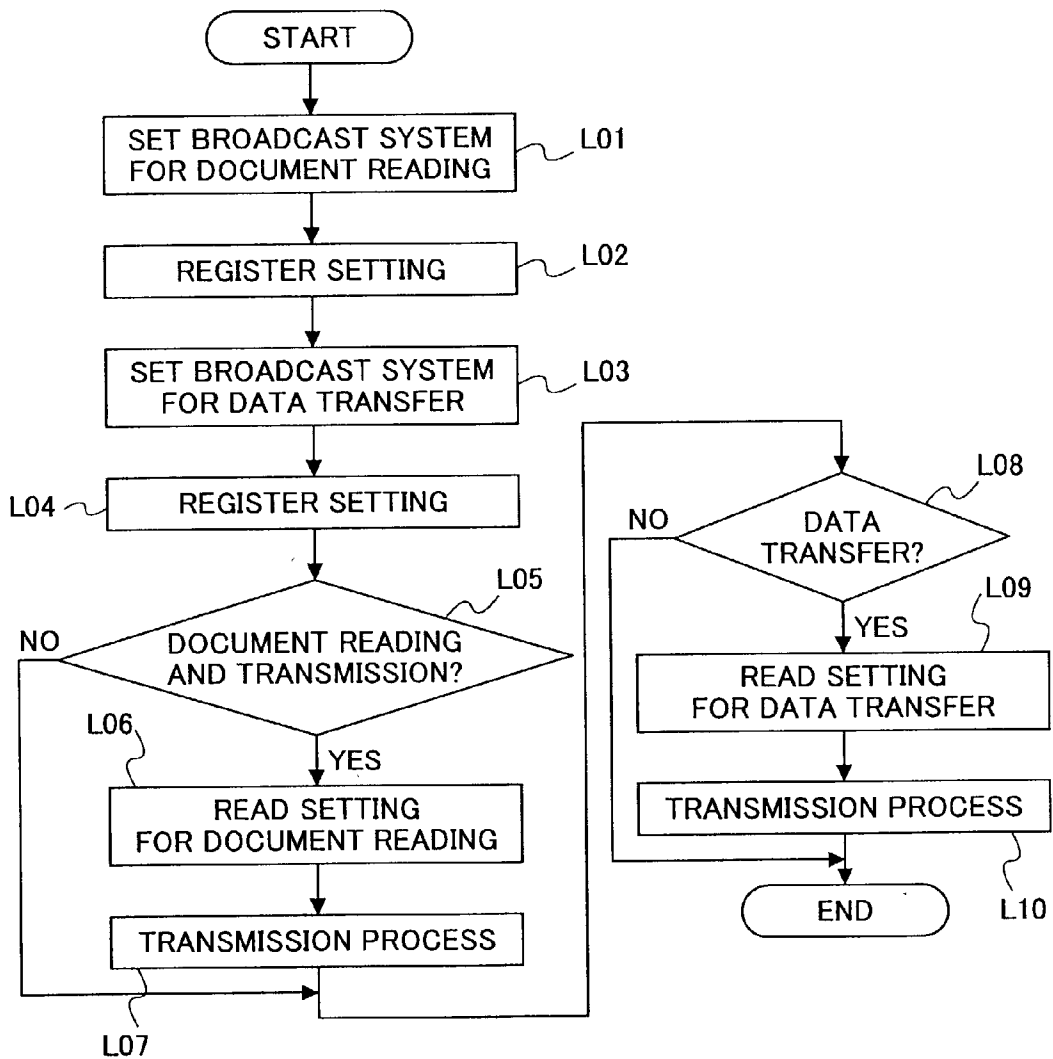 START
SET BROADCAST SYSTEM
FOR DOCUMENT READING
L01
REGISTER SETTING
L02
SET BROADCAST SYSTEM
FOR DATA TRANSFER
L03
REGISTER SETTING
L04
DOCUMENT READING
AND TRANSMISSION?
L05
NO
YES
L06
READ SETTING
FOR DOCUMENT READING
TRANSMISSION PROCESS
L07
DATA
TRANSFER?
L08
NO
YES
L09
READ SETTING
FOR DATA TRANSFER
TRANSMISSION PROCESS
L10
END